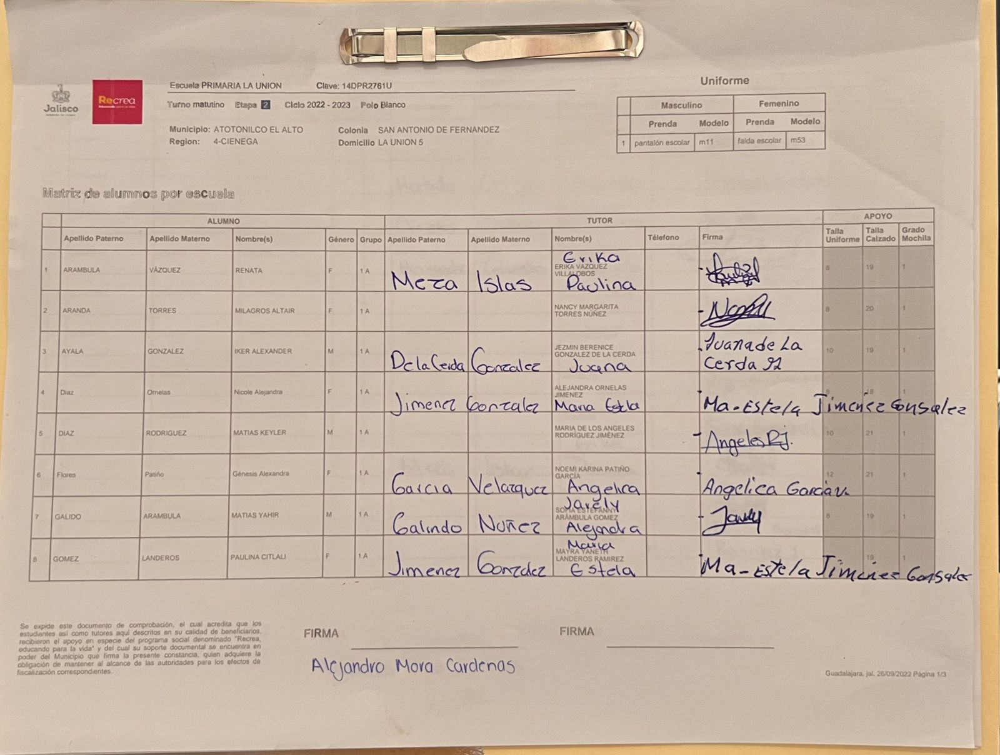 Jalisco
Recrea
Escuela PRIMARIA LA UNION Clave: 14DPR2761U
Turno matutino Etapa 2 Ciclo 2022 - 2023 Polo Blanco
Municipio: ATOTONILCO EL ALTO Colonia SAN ANTONIO DE FERNANDEZ
Region: 4-CIENEGA Domicilio LA UNION 5
Uniforme
Masculino Femenino
Prenda Modelo Prenda Modelo
1 pantalón escolar m11 falda escolar m53
Matriz de alumnos por escuela
ALUMNO TUTOR APOYO
Apellido Paterno Apellido Materno Nombre(s) Género Grupo Apellido Paterno Apellido Materno Nombre(s) Télefono Firma Talla Uniforme Talla Calzado Grado Mochila
Erika
1 ARAMBULA VÁZQUEZ RENATA F 1 A ERIKA VÁZQUEZ VILLALOBOS 8 19 1
Meza Islas Paulina
2 ARANDA TORRES MILAGROS ALTAIR F 1 A NANCY MARGARITA TORRES NÚÑEZ 8 20 1
3 AYALA GONZALEZ IKER ALEXANDER M 1 A JEZMIN BERENICE GONZALEZ DE LA CERDA Juana de La 10 19 1
De la Cerda Gonzalez Juana Cerda
4 Diaz Ornelas Nicole Alejandra F 1 A ALEJANDRA ORNELAS JIMENEZ 1
Jimenez Gonzalez Maria Estela Ma-Estela Jimenez Gonsalez
5 DIAZ RODRIGUEZ MATIAS KEYLER M 1 A MARIA DE LOS ANGELES RODRÍGUEZ JIMÉNEZ Angeles RJ. 10 21 1
6 Flores Patiño Génesis Alexandra F 1 A NOEMI KARINA PATIÑO GARCÍA 12 21 1
Garcia Velazquez Angelica Angelica Garcia v.
Jarely
7 GALIDO ARAMBULA MATIAS YAHIR M 1 A SOFIA ESTEFANNY ARÁMBULA GOMEZ Jarely 8 19 1
Galindo Nuñez Alejandra
Maria
8 GOMEZ LANDEROS PAULINA CITLALI F 1 A MAYRA YANETH LANDEROS RAMIREZ 19 1
Jimenez Gonzalez Estela Ma-Estela Jimenez Gonsalez
Se expide este documento de comprobación, el cual acredita que los
estudiantes así como tutores aquí descritos en su calidad de beneficiarios,
recibieron el apoyo en especie del programa social denominado "Recrea,
educando para la vida" y del cual su soporte documental se encuentra en
poder del Municipio que firma la presente constancia, quien adquiere la
obligación de mantener al alcance de las autoridades para los efectos de
fiscalización correspondientes.
FIRMA FIRMA
Alejandro Mora Cardenas
Guadalajara, jal. 26/09/2022 Página 1/3